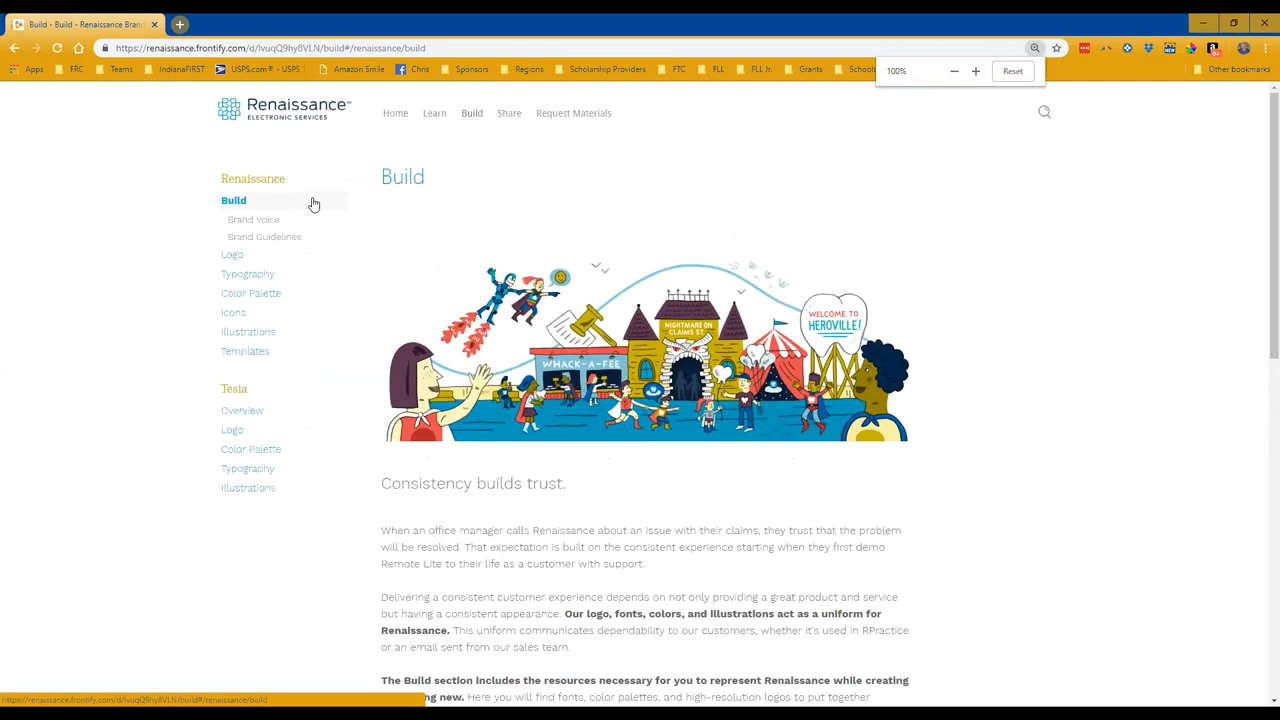 Build - Build - Renaissance Bran
https://renaissance.frontify.com/d/IvuqQ9hy8VLN/build#/renaissance/build
Apps FRC Teams IndianaFIRST USPS.com® - USPS Amazon Smile Chris Sponsors Regions Scholarship Providers FTC FLL FLL Jr. Grants Schools Other bookmarks
100% Reset
Renaissance
ELECTRONIC SERVICES
Home Learn Build Share Request Materials
Renaissance
Build
Brand Voice
Brand Guidelines
Logo
Typography
Color Palette
Icons
Illustrations
Templates
Tesia
Overview
Logo
Color Palette
Typography
Illustrations
Build
WHACK-A-FEE
NIGHTMARE ON
CLAIMS ST.
WELCOME TO
HEROVILLE!
Consistency builds trust.
When an office manager calls Renaissance about an issue with their claims, they trust that the problem
will be resolved. That expectation is built on the consistent experience starting when they first demo
Remote Lite to their life as a customer with support.
Delivering a consistent customer experience depends on not only providing a great product and service
but having a consistent appearance. Our logo, fonts, colors, and illustrations act as a uniform for
Renaissance. This uniform communicates dependability to our customers, whether it's used in RPractice
or an email sent from our sales team.
The Build section includes the resources necessary for you to represent Renaissance while creating
ng new. Here you will find fonts, color palettes, and high-resolution logos to put together
https://renaissance.frontify.com/d/IvuqQ9hy8VLN/build#/renaissance/build